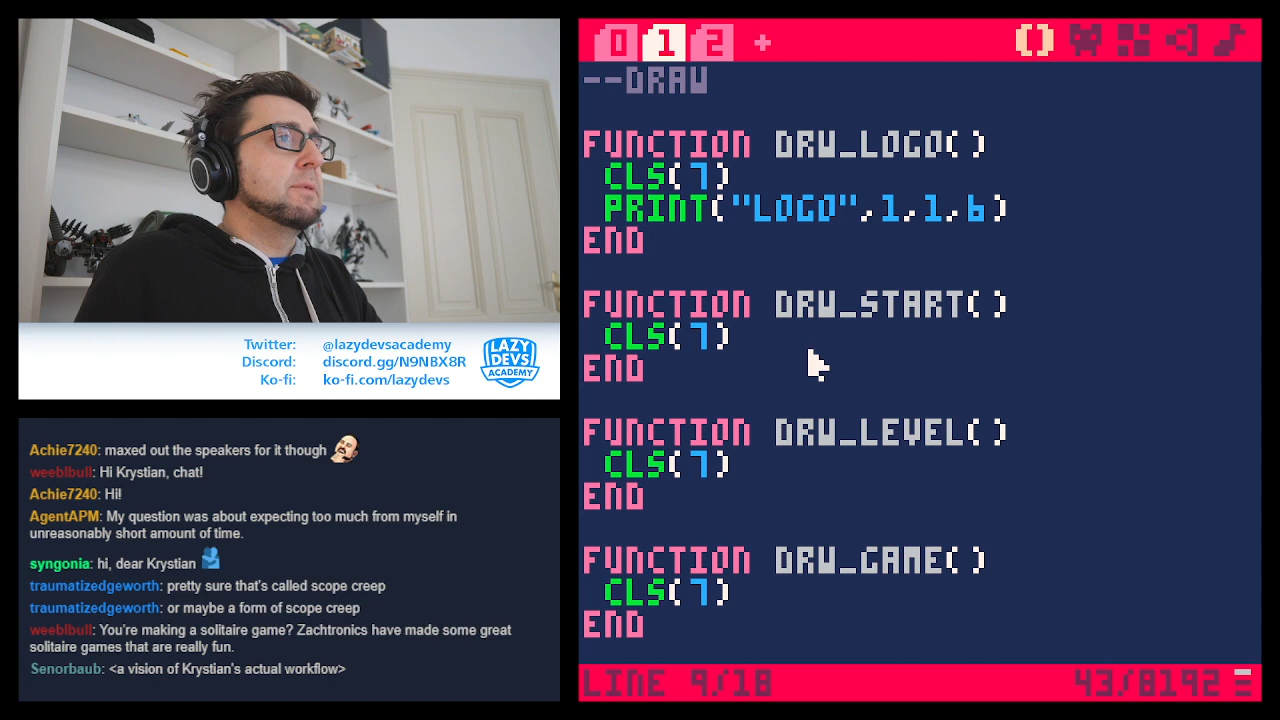 Twitter: @lazydevsacademy
Discord: discord.gg/N9NBX8R
Ko-fi: ko-fi.com/lazydevs
LAZY
DEVS
ACADEMY
Achie7240: maxed out the speakers for it though
weeblbull: Hi Krystian, chat!
Achie7240: Hi!
AgentAPM: My question was about expecting too much from myself in
unreasonably short amount of time.
syngonia: hi, dear Krystian
traumatizedgeworth: pretty sure that's called scope creep
traumatizedgeworth: or maybe a form of scope creep
weeblbull: You're making a solitaire game? Zachtronics have made some great
solitaire games that are really fun.
Senorbaub: <a vision of Krystian's actual workflow>
0 1 2 +
--DRAW
FUNCTION DRW_LOGO()
CLS(7)
PRINT("LOGO",1,1,6)
END
FUNCTION DRW_START()
CLS(7)
END
FUNCTION DRW_LEVEL()
CLS(7)
END
FUNCTION DRW_GAME()
CLS(7)
END
LINE 9/18 43/8192